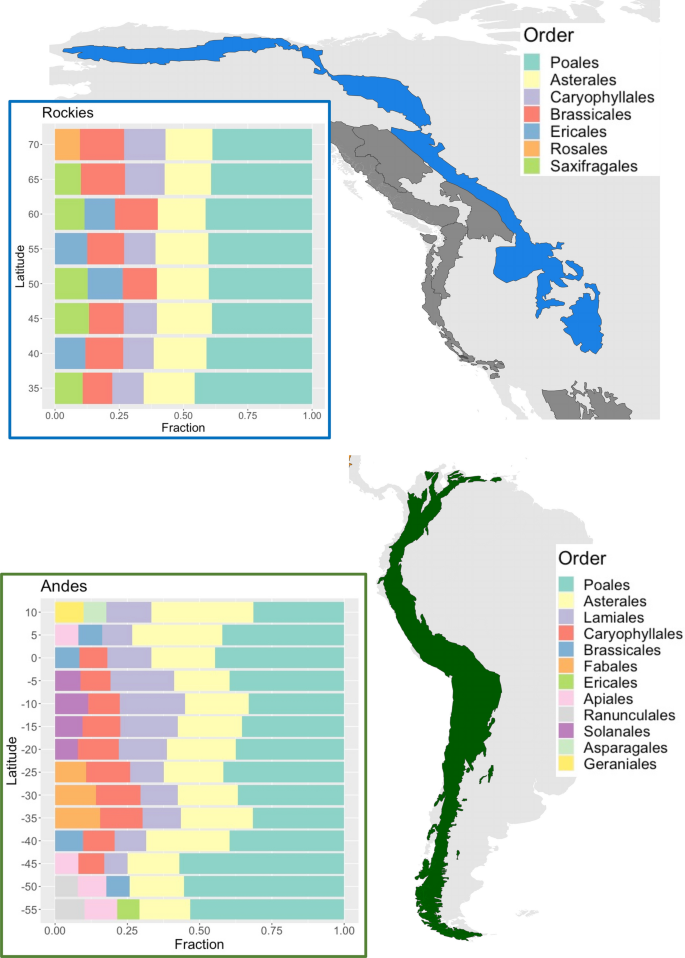 Order
Poales
Asterales
Caryophyllales
Brassicales
Ericales
Rosales
Saxifragales
Rockies
Latitude
70
65
60
55
50
45
40
35
0.00 0.25 0.50 0.75 1.00
Fraction
Order
Poales
Asterales
Lamiales
Caryophyllales
Brassicales
Fabales
Ericales
Apiales
Ranunculales
Solanales
Asparagales
Geraniales
Andes
Latitude
10
5
0
-5
-10
-15
-20
-25
-30
-35
-40
-45
-50
-55
0.00 0.25 0.50 0.75 1.00
Fraction